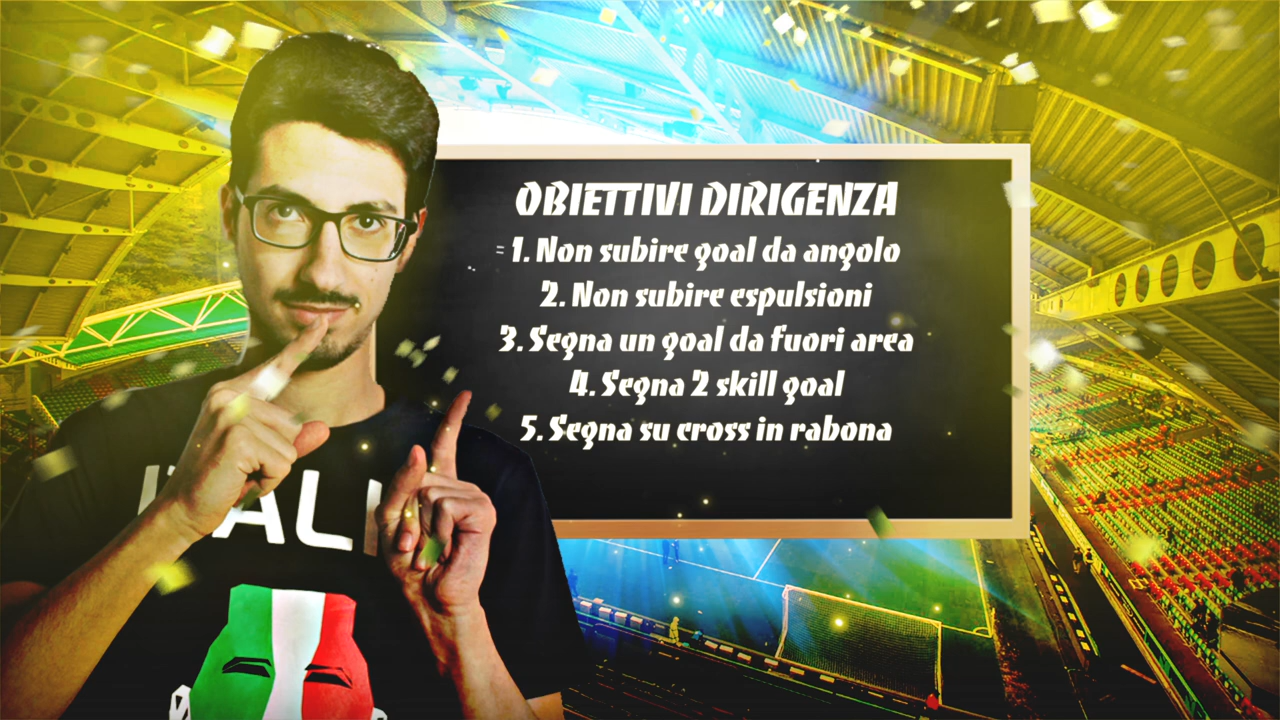 OBIETTIVI DIRIGENZA
1. Non subire goal da angolo
2. Non subire espulsioni
3. Segna un goal da fuori area
4. Segna 2 skill goal
5. Segna su cross in rabona
ITALI